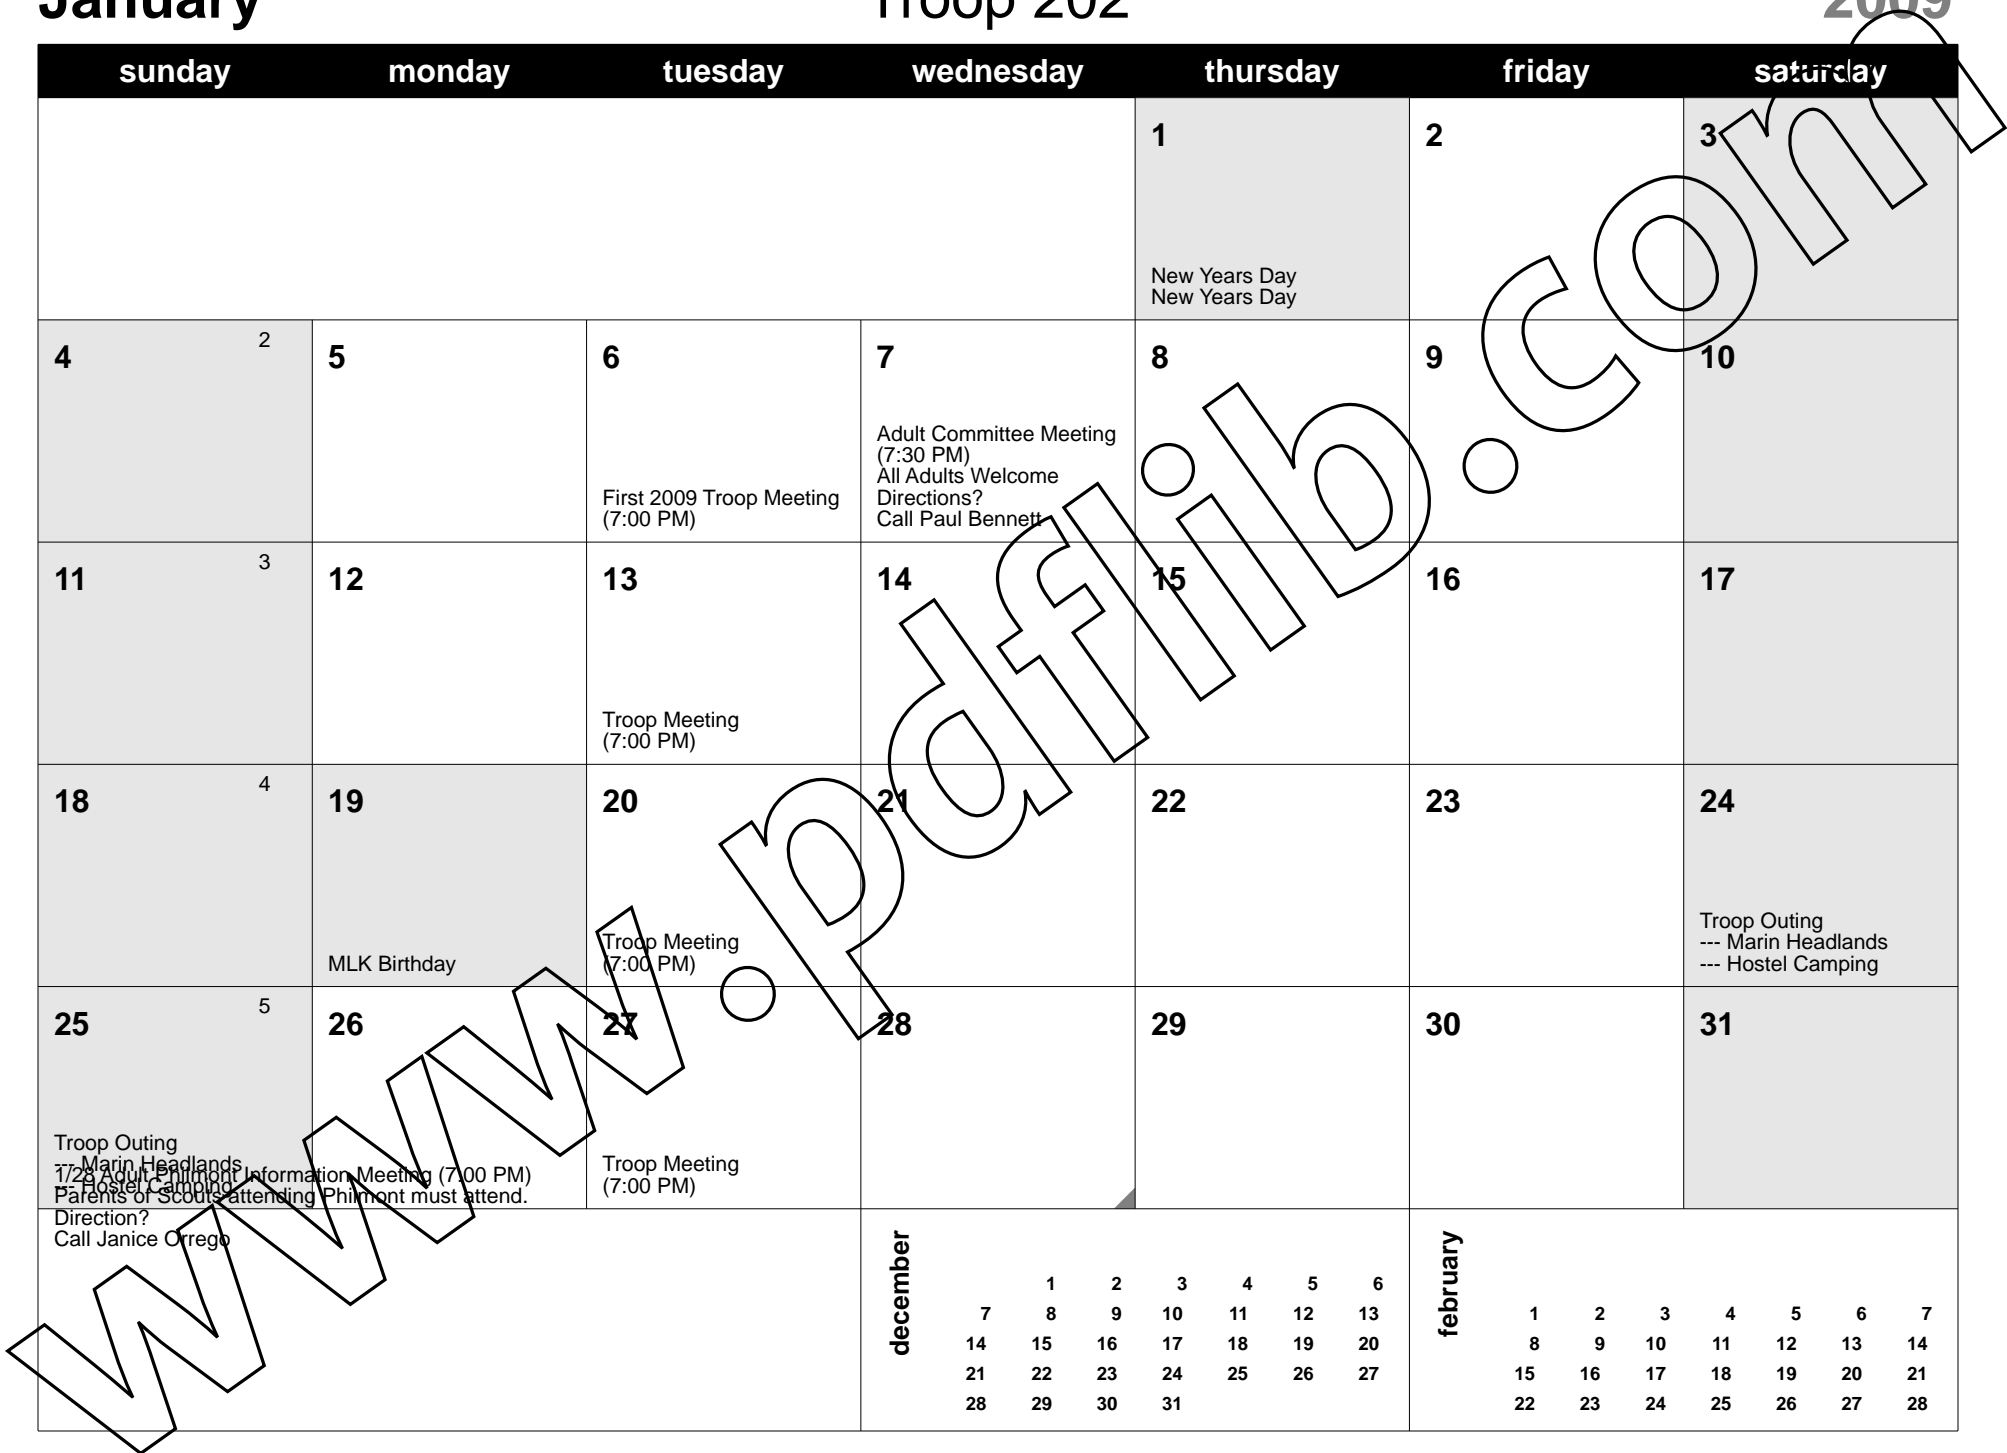 January Troop 202 2009
sunday monday tuesday wednesday thursday friday saturday
1 2 3
New Years Day
New Years Day
2
4 5 6 7 8 9 10
First 2009 Troop Meeting
(7:00 PM)
Adult Committee Meeting
(7:30 PM)
All Adults Welcome
Directions?
Call Paul Bennett
3
11 12 13 14 15 16 17
Troop Meeting
(7:00 PM)
4
18 19 20 21 22 23 24
MLK Birthday
Troop Meeting
(7:00 PM)
Troop Outing
--- Marin Headlands
--- Hostel Camping
5
25 26 27 28 29 30 31
Troop Outing
--- Marin Headlands
--- Hostel Camping
Troop Meeting
(7:00 PM)
1/28 Adult Philmont Information Meeting (7:00 PM)
Parents of Scouts attending Philmont must attend.
Direction?
Call Janice Orrego
december
1 2 3 4 5 6
7 8 9 10 11 12 13
14 15 16 17 18 19 20
21 22 23 24 25 26 27
28 29 30 31
february
1 2 3 4 5 6 7
8 9 10 11 12 13 14
15 16 17 18 19 20 21
22 23 24 25 26 27 28
www.pdflib.com